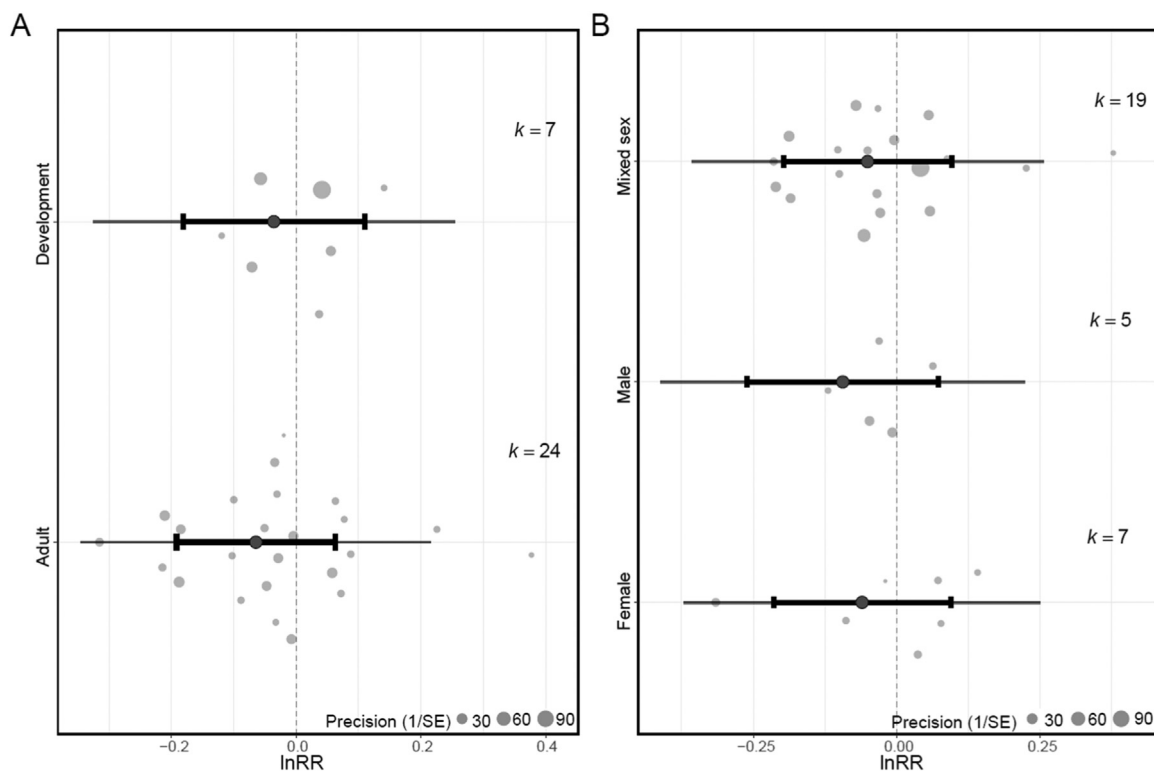 A
Development
k = 7
Adult
k = 24
Precision (1/SE) 30 60 90
−0.2 0.0 0.2 0.4
lnRR
B
Mixed sex
k = 19
Male
k = 5
Female
k = 7
Precision (1/SE) 30 60 90
−0.25 0.00 0.25
lnRR